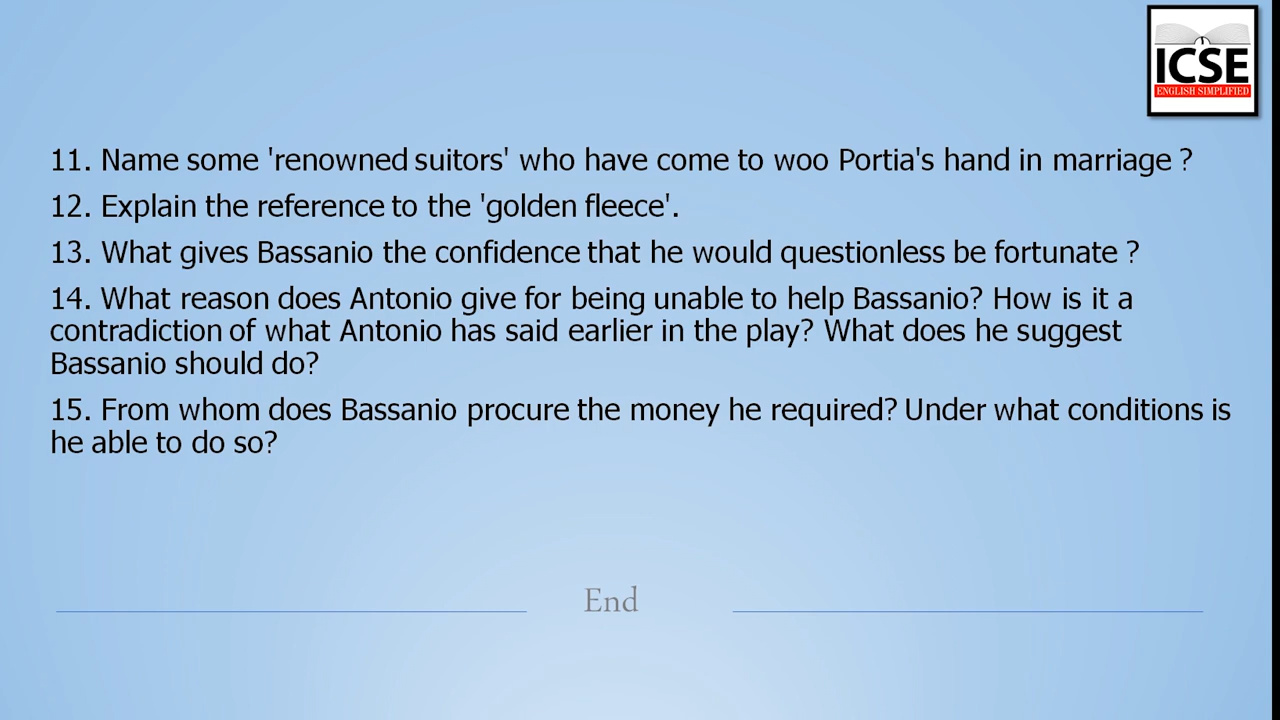 ICSE
ENGLISH SIMPLIFIED
11. Name some 'renowned suitors' who have come to woo Portia's hand in marriage ?
12. Explain the reference to the 'golden fleece'.
13. What gives Bassanio the confidence that he would questionless be fortunate ?
14. What reason does Antonio give for being unable to help Bassanio? How is it a
contradiction of what Antonio has said earlier in the play? What does he suggest
Bassanio should do?
15. From whom does Bassanio procure the money he required? Under what conditions is
he able to do so?
End